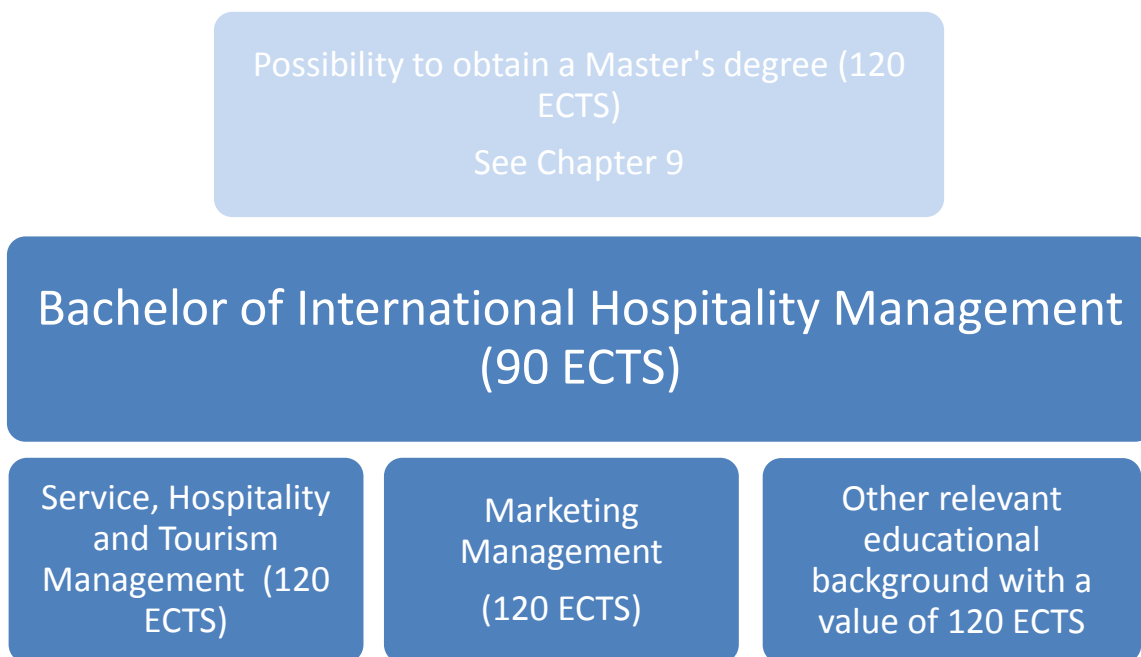 Possibility to obtain a Master's degree (120
ECTS)
See Chapter 9
Bachelor of International Hospitality Management
(90 ECTS)
Service, Hospitality
and Tourism
Management (120
ECTS)
Marketing
Management
(120 ECTS)
Other relevant
educational
background with a
value of 120 ECTS